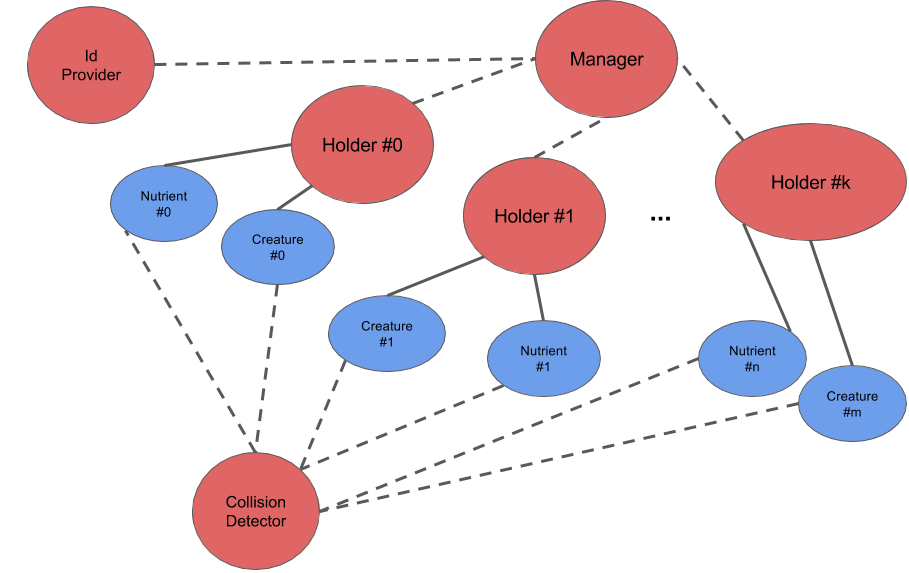 Id
Provider
Manager
Holder #0
Holder #1
...
Holder #k
Nutrient
#0
Creature
#0
Creature
#1
Nutrient
#1
Nutrient
#n
Creature
#m
Collision
Detector